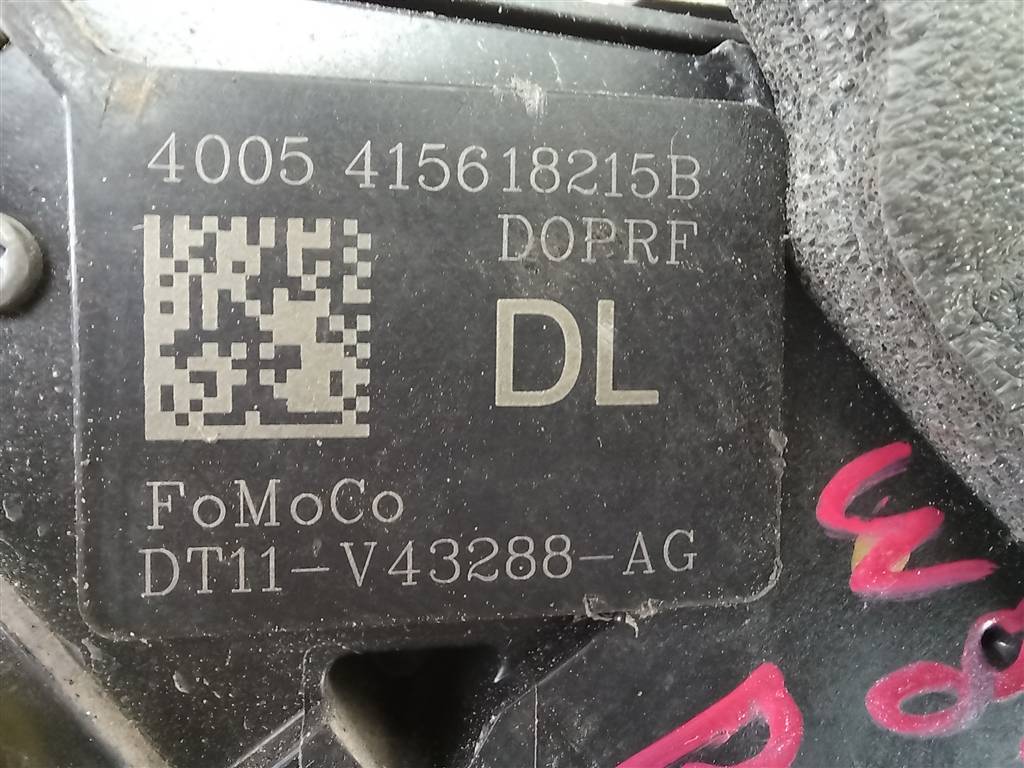 4005 415618215B
DOPRF
DL
FoMoCo
DT11-V43288-AG